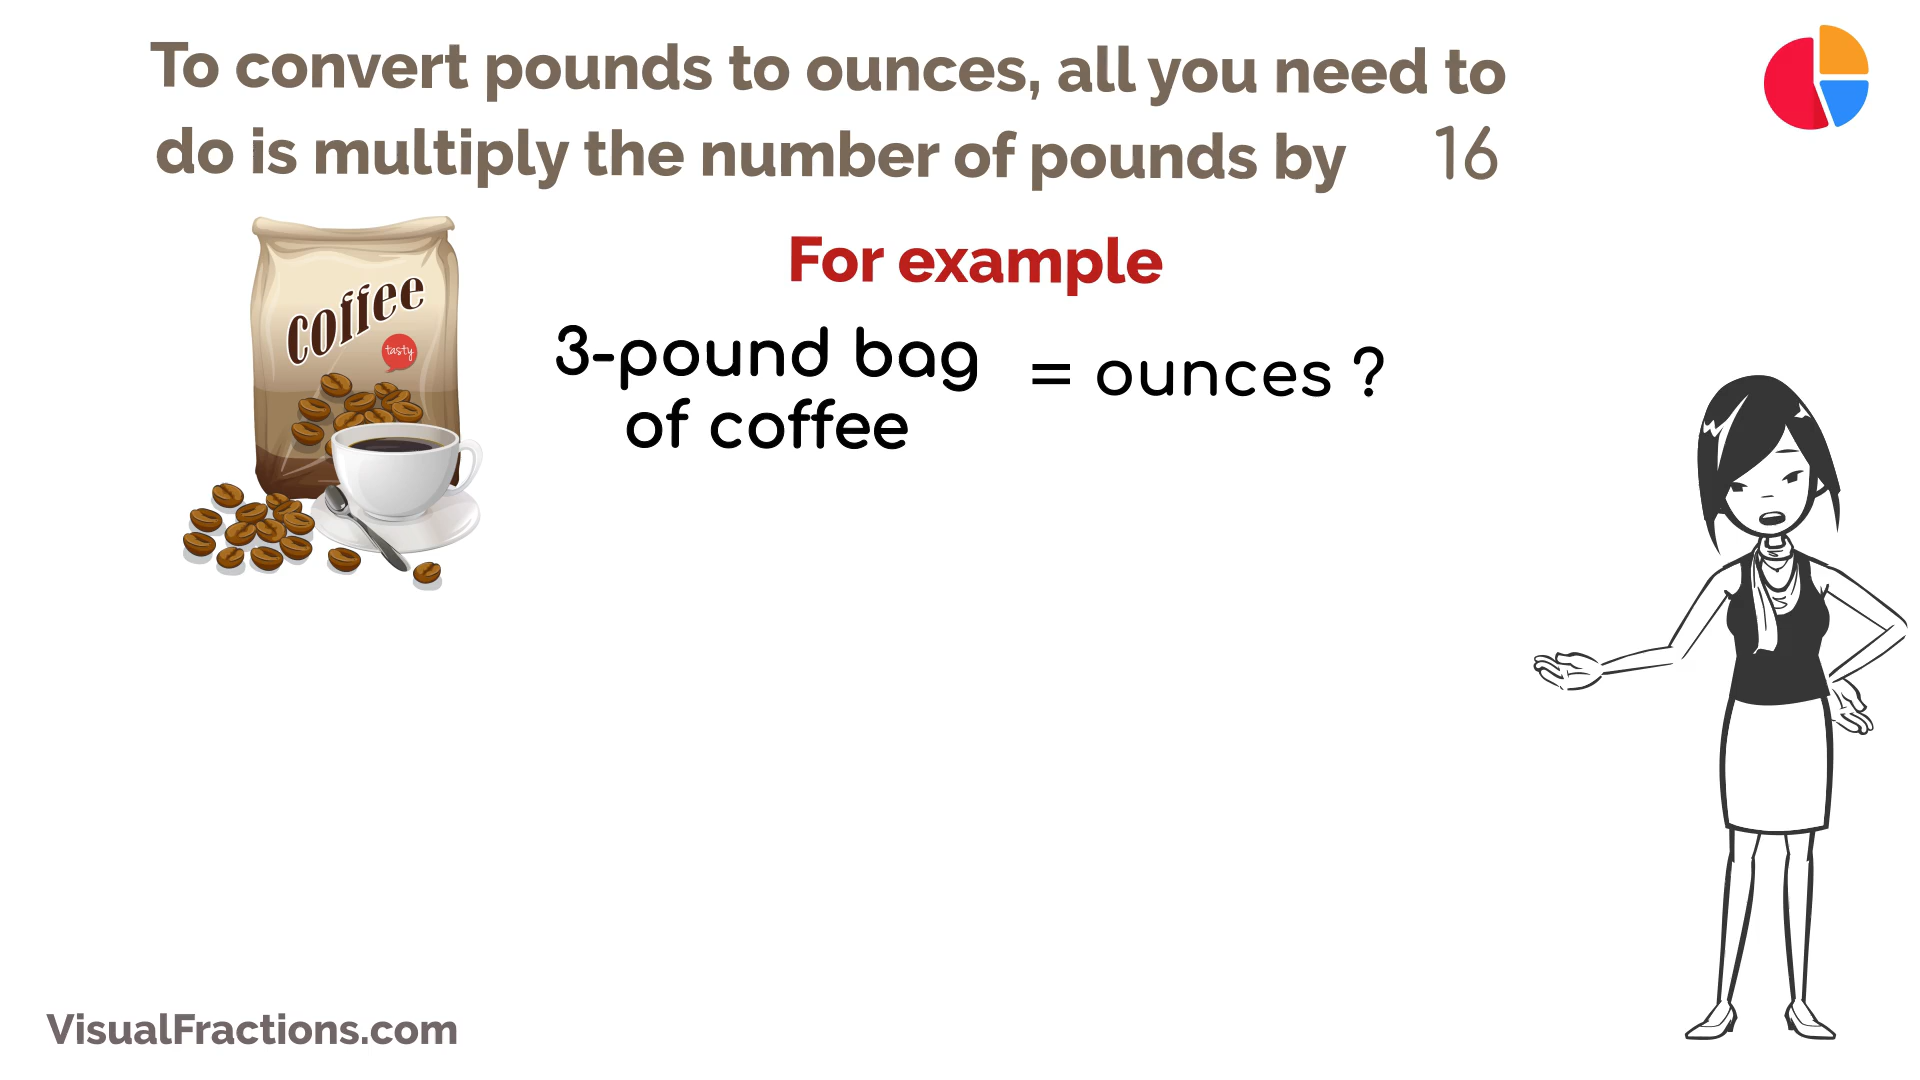 To convert pounds to ounces, all you need to
do is multiply the number of pounds by 16
For example
Coffee
tasty
3-pound bag
of coffee
= ounces ?
VisualFractions.com